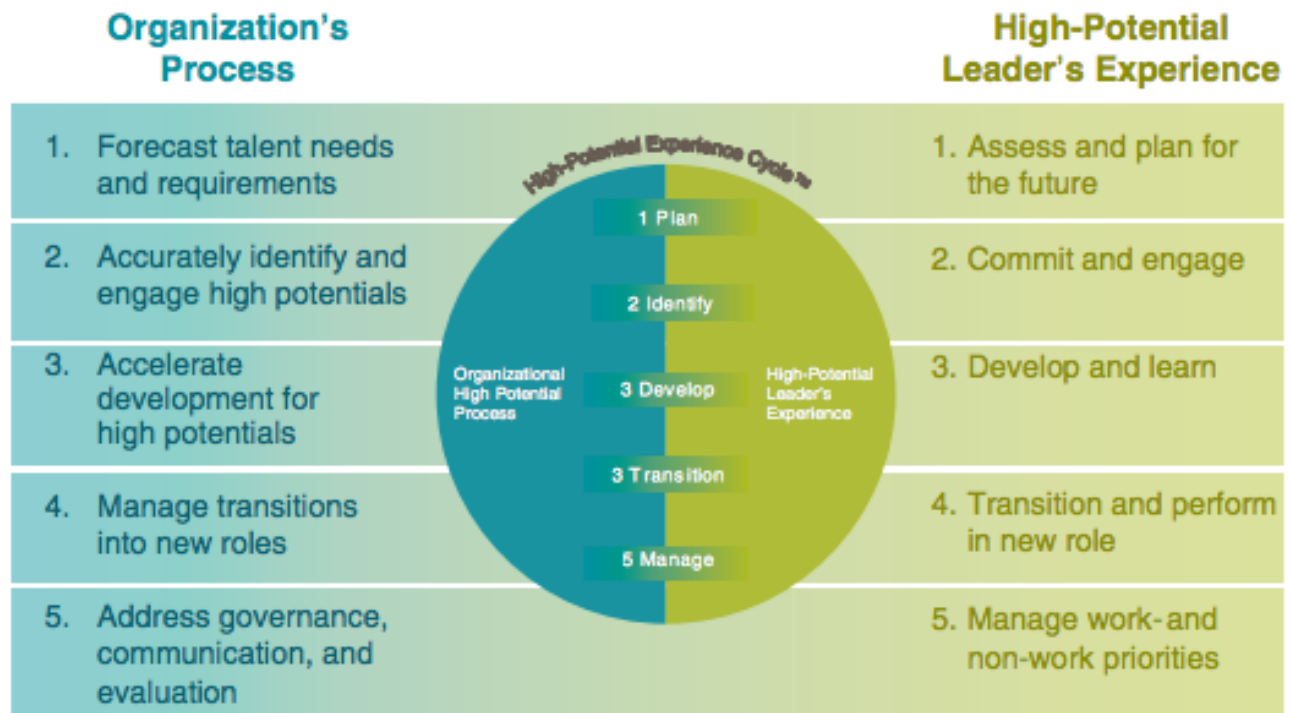 Organization's
Process
High-Potential
Leader's Experience
1. Forecast talent needs
and requirements
2. Accurately identify and
engage high potentials
3. Accelerate
development for
high potentials
4. Manage transitions
into new roles
5. Address governance,
communication, and
evaluation
High-Potential Experience Cycle™
1 Plan
2 Identify
3 Develop
3 Transition
5 Manage
Organizational
High Potential
Process
High-Potential
Leader's
Experience
1. Assess and plan for
the future
2. Commit and engage
3. Develop and learn
4. Transition and perform
in new role
5. Manage work-and
non-work priorities